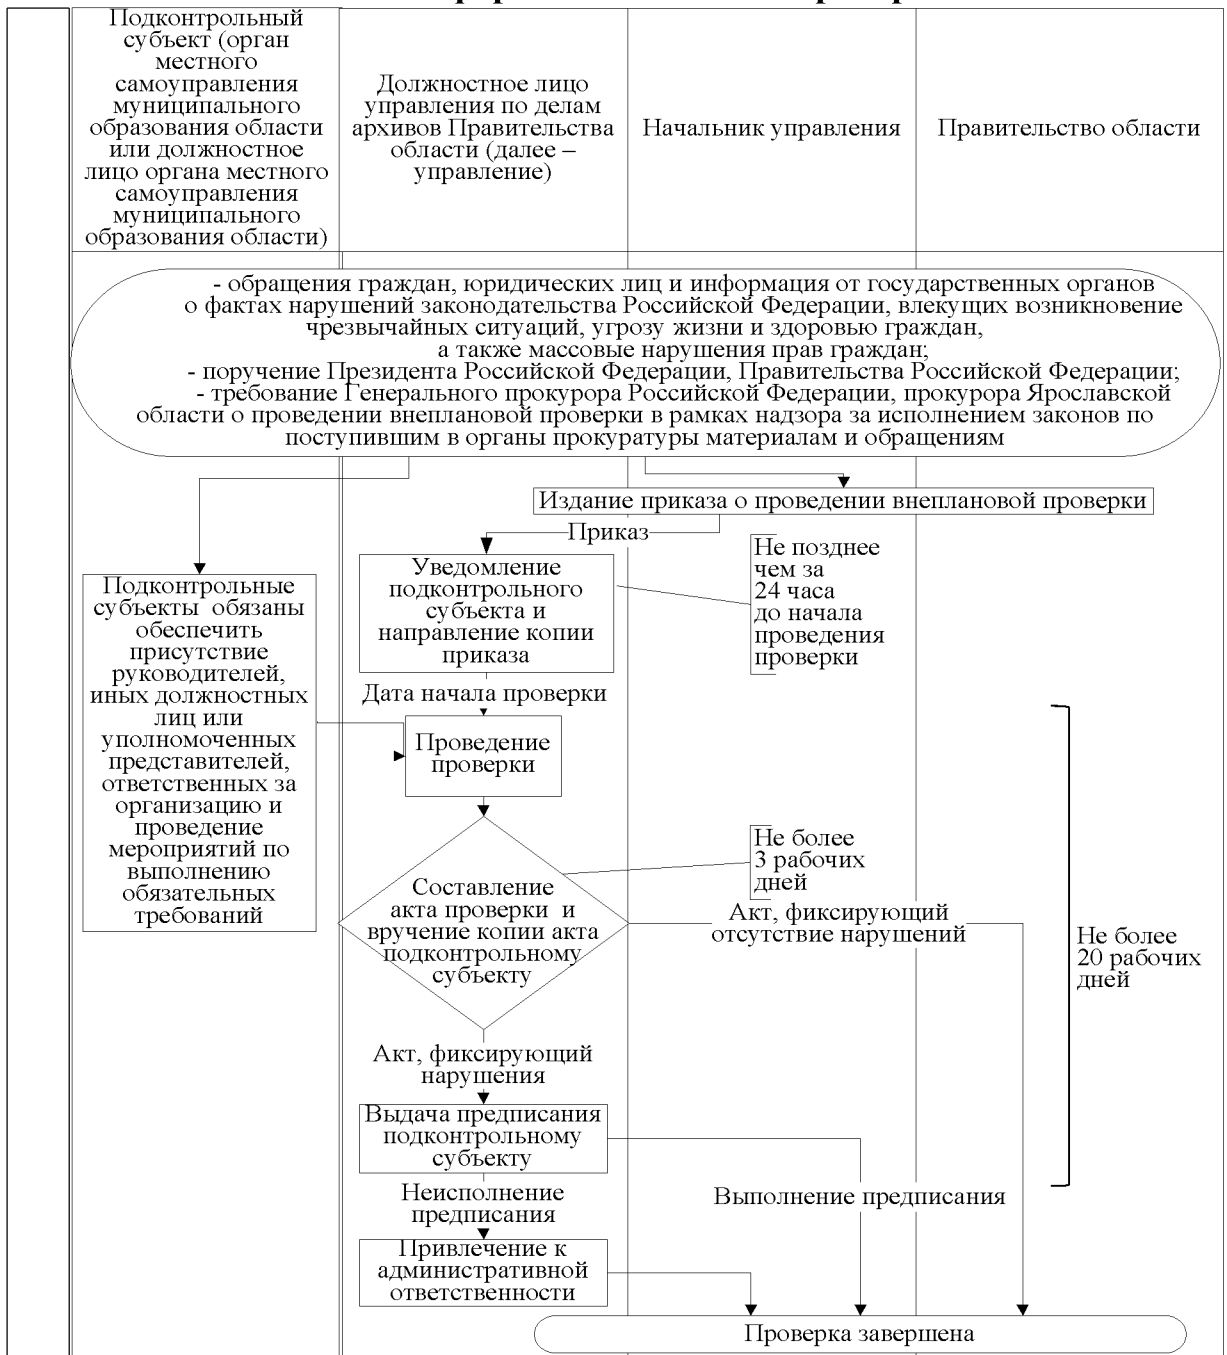 Подконтрольный
субъект (орган
местного
самоуправления
муниципального
образования области
или должностное
лицо органа местного
самоуправления
муниципального
образования области)
Должностное лицо
управления по делам
архивов Правительства
области (далее –
управление)
Начальник управления
Правительство области
- обращения граждан, юридических лиц и информация от государственных органов
о фактах нарушений законодательства Российской Федерации, влекущих возникновение
чрезвычайных ситуаций, угрозу жизни и здоровью граждан,
а также массовые нарушения прав граждан;
- поручение Президента Российской Федерации, Правительства Российской Федерации;
- требование Генерального прокурора Российской Федерации, прокурора Ярославской
области о проведении внеплановой проверки в рамках надзора за исполнением законов по
поступившим в органы прокуратуры материалам и обращениям
Издание приказа о проведении внеплановой проверки
Приказ
Уведомление
подконтрольного
субъекта и
направление копии
приказа
Не позднее
чем за
24 часа
до начала
проведения
проверки
Подконтрольные
субъекты обязаны
обеспечить
присутствие
руководителей,
иных должностных
лиц или
уполномоченных
представителей,
ответственных за
организацию и
проведение
мероприятий по
выполнению
обязательных
требований
Дата начала проверки
Проведение
проверки
Не более
3 рабочих
дней
Составление
акта проверки и
вручение копии акта
подконтрольному
субъекту
Акт, фиксирующий
отсутствие нарушений
Не более
20 рабочих
дней
Акт, фиксирующий
нарушения
Выдача предписания
подконтрольному
субъекту
Неисполнение
предписания
Выполнение предписания
Привлечение к
административной
ответственности
Проверка завершена